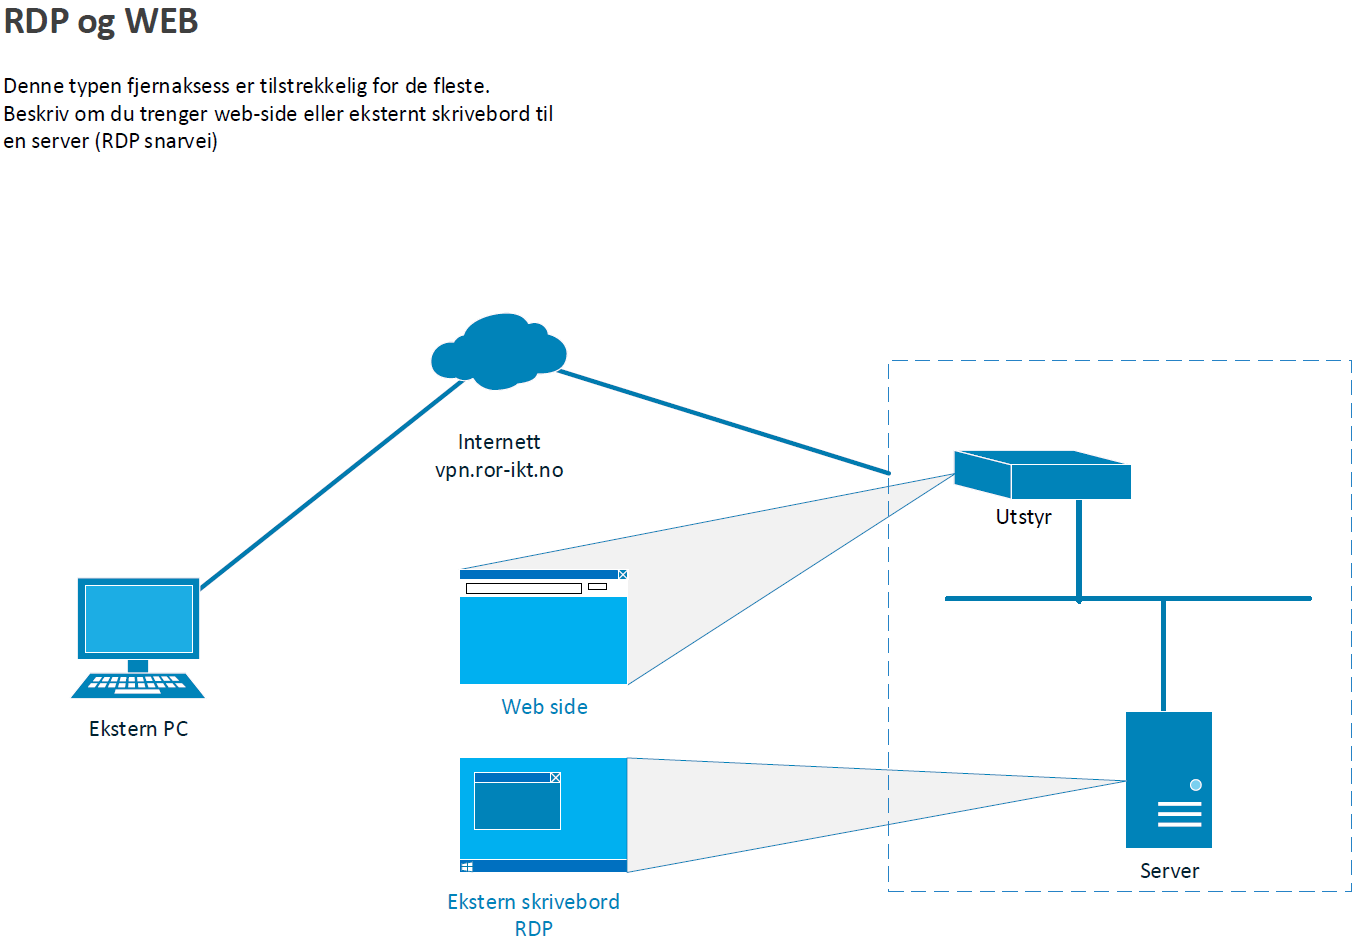 RDP og WEB
Denne typen fjernaksess er tilstrekkelig for de fleste.
Beskriv om du trenger web-side eller eksternt skrivebord til
en server (RDP snarvei)
Internett
vpn.ror-ikt.no
Utstyr
Web side
Ekstern PC
Server
Ekstern skrivebord
RDP